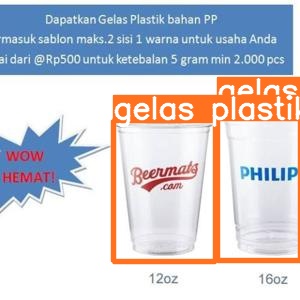 Dapatkan Gelas Plastik bahan PP
ermasuk sablon maks.2 sisi 1 warna untuk usaha Anda
ai dari @Rp500 untuk ketebalan 5 gram min 2.000 pcs
gelas
gelas plastik
WOW
HEMAT!
Beermats
.com
PHILIP
12oz
16oz